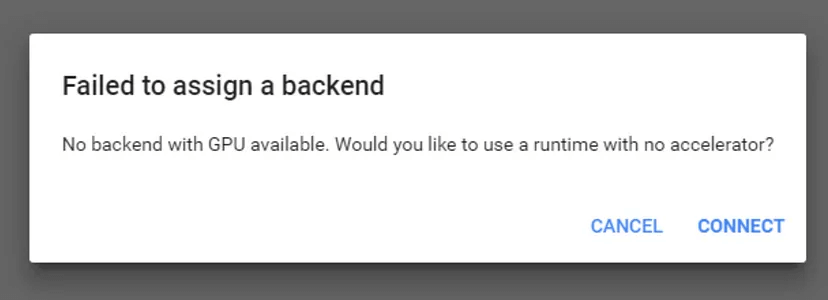 Failed to assign a backend
No backend with GPU available. Would you like to use a runtime with no accelerator?
CANCEL CONNECT